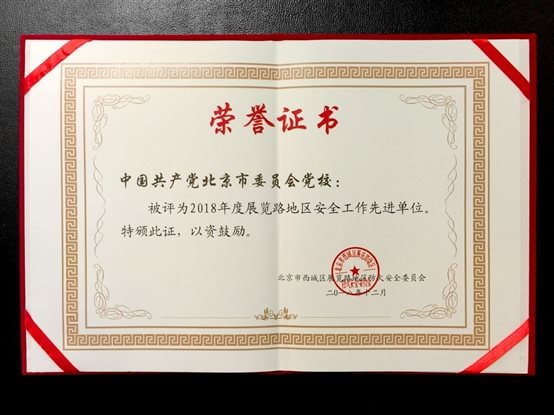 荣誉证书
中国共产党北京市委员会党校：
被评为2018年度展览路地区安全工作先进单位。
特颁此证，以资鼓励。
北京市西城区展览路地区防火安全委员会
二〇一八年十二月